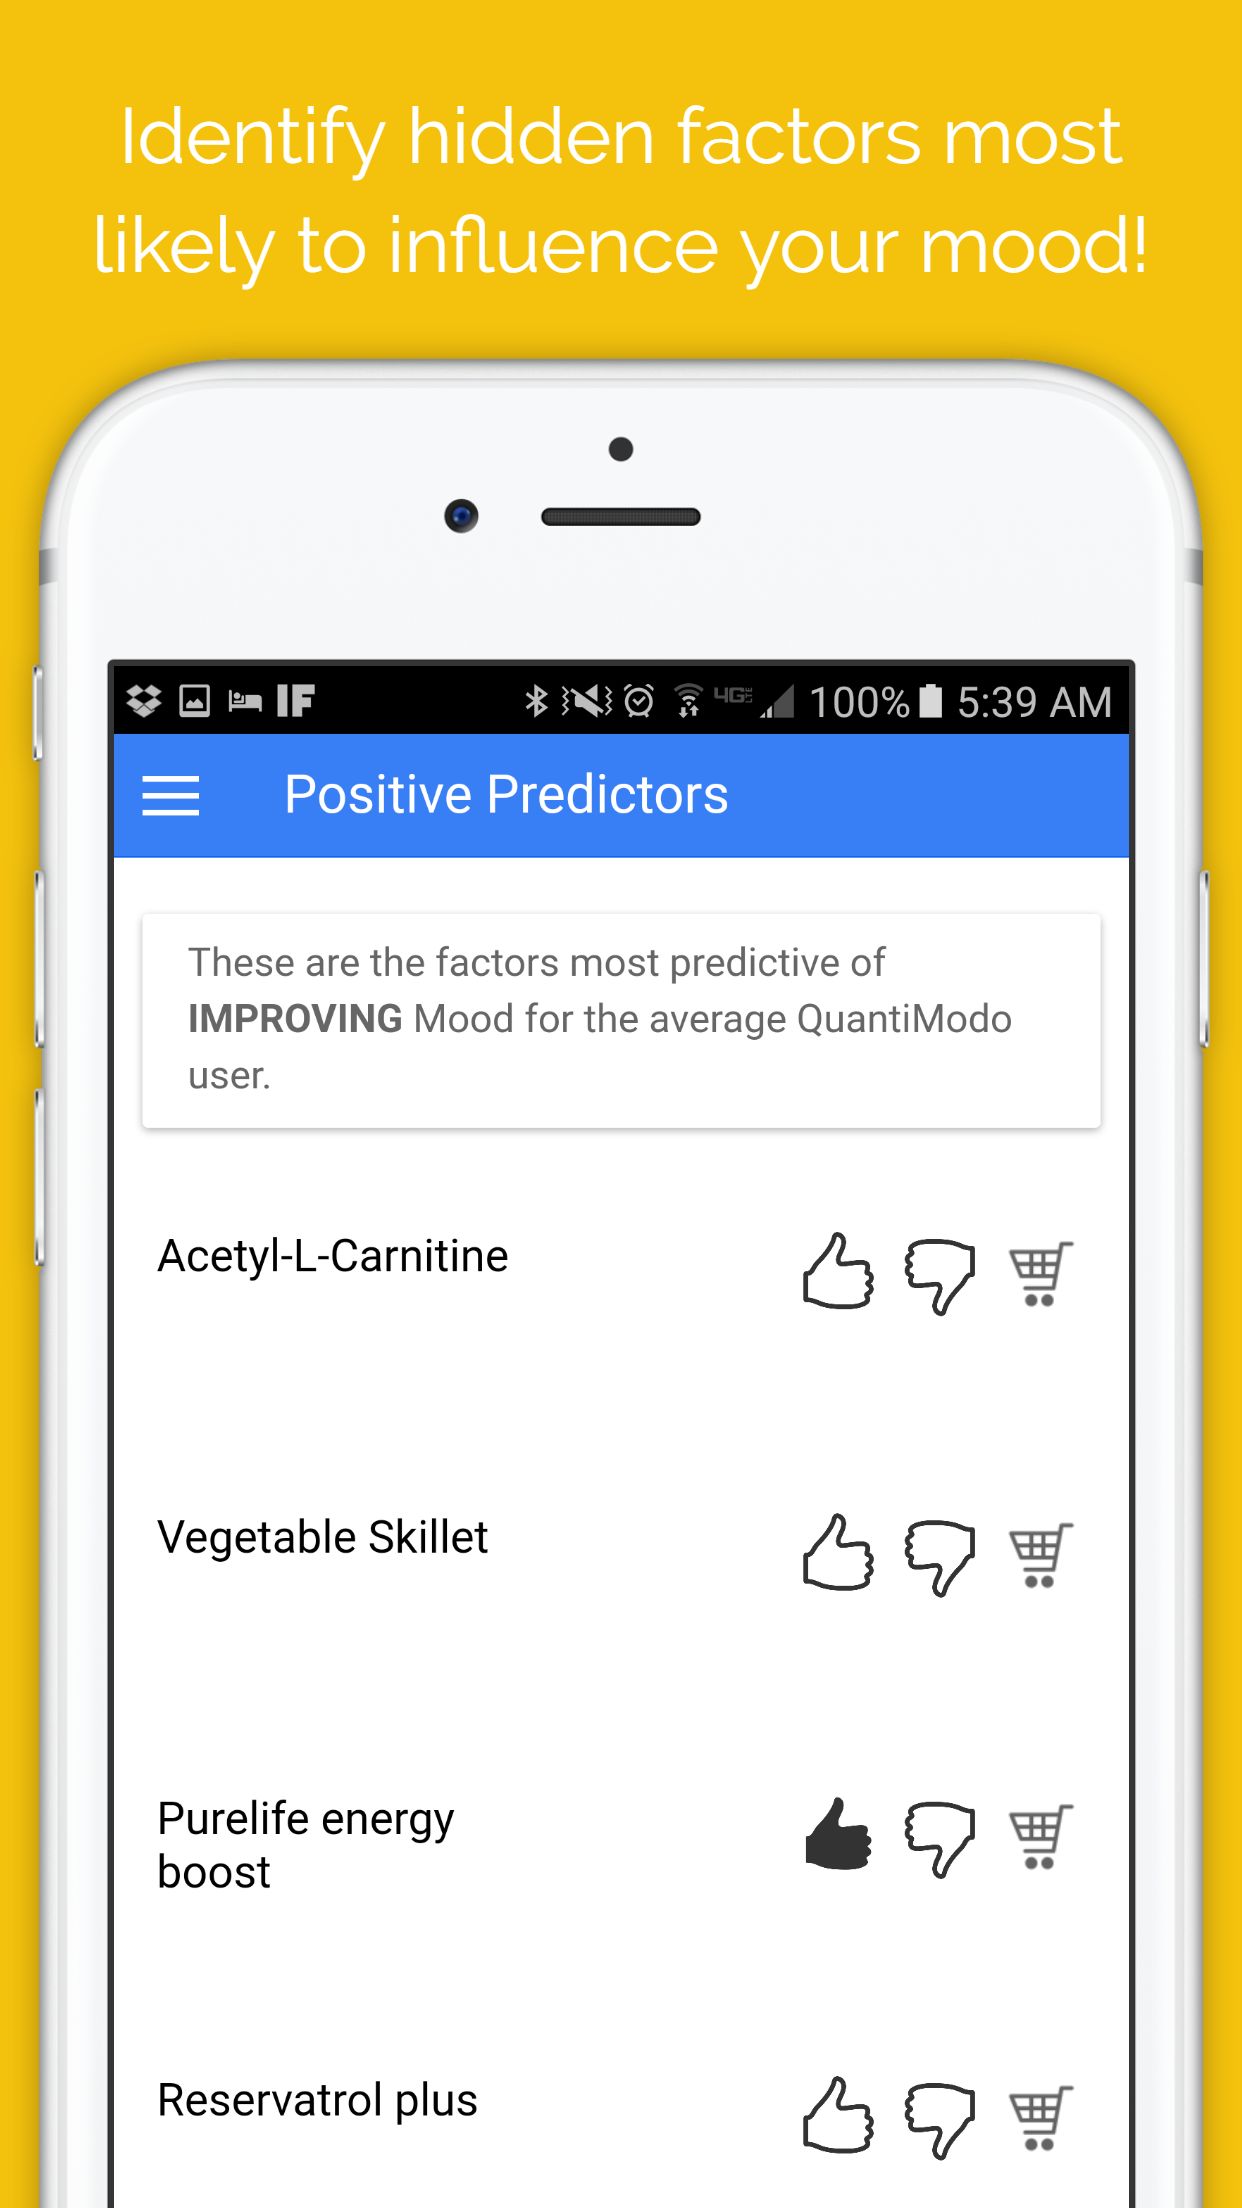 Identify hidden factors most
likely to influence your mood!
IF 4G LTE 100% 5:39 AM
Positive Predictors
These are the factors most predictive of
IMPROVING Mood for the average QuantiModo
user.
Acetyl-L-Carnitine
Vegetable Skillet
Purelife energy
boost
Reservatrol plus